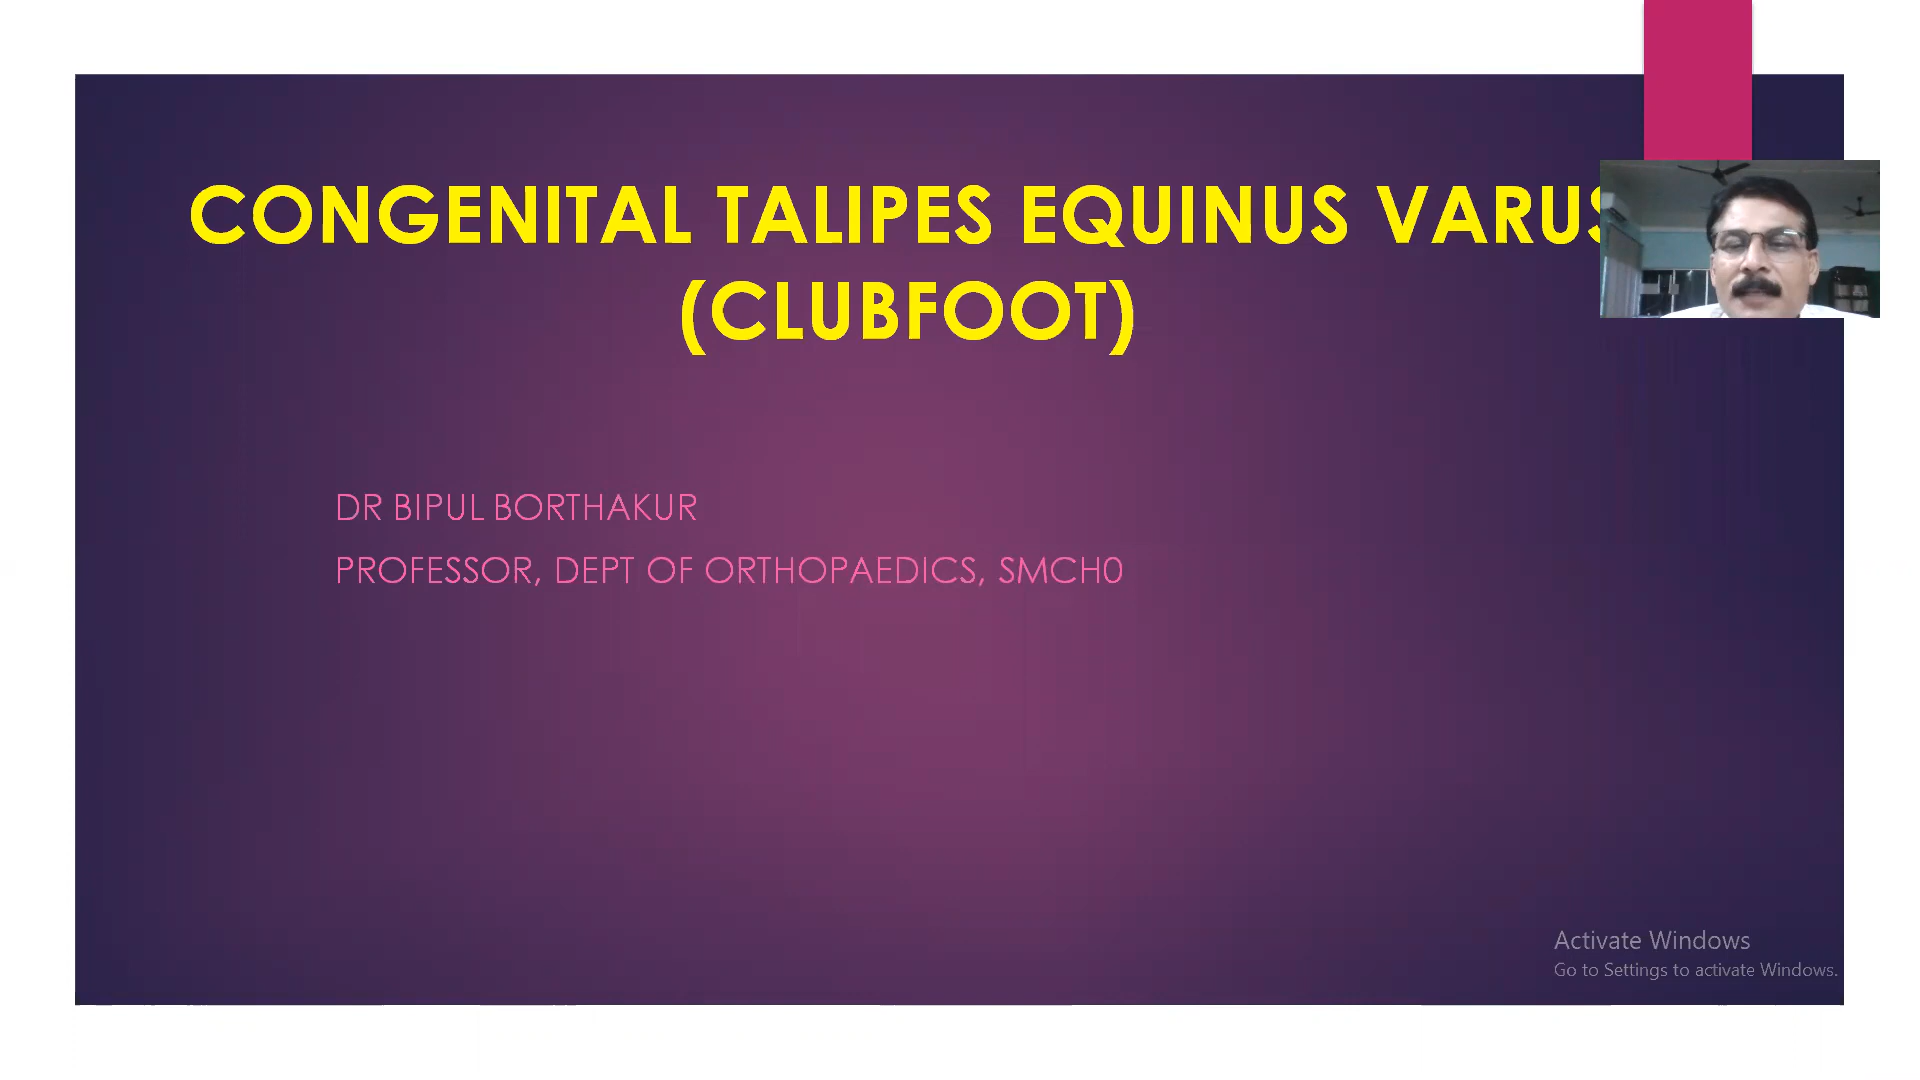 CONGENITAL TALIPES EQUINUS VARUS
(CLUBFOOT)
DR BIPUL BORTHAKUR
PROFESSOR, DEPT OF ORTHOPAEDICS, SMCH0
Activate Windows
Go to Settings to activate Windows.